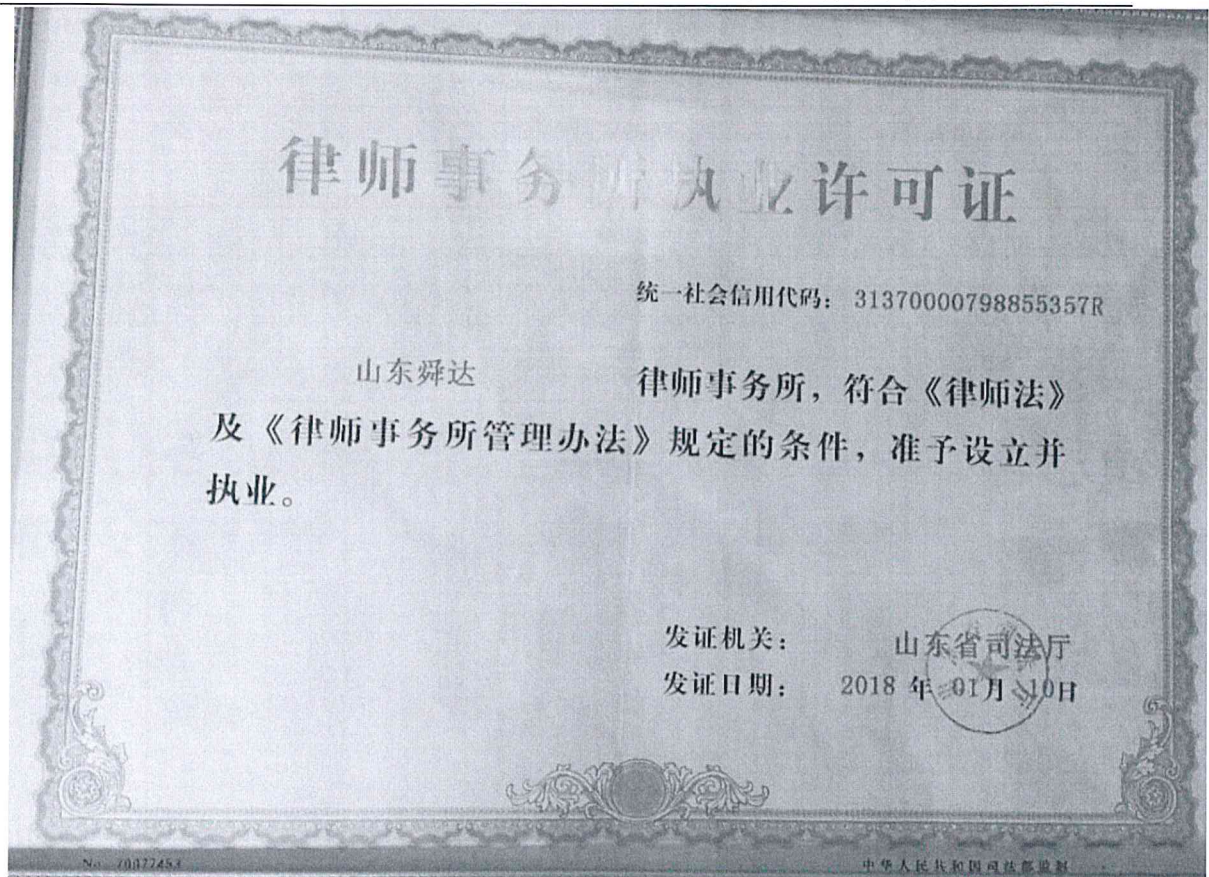 律师事务所执业许可证
统一社会信用代码: 31370000798855357R
山东舜达 律师事务所，符合《律师法》
及《律师事务所管理办法》规定的条件，准予设立并
执业。
发证机关: 山东省司法厅
发证日期: 2018 年 01月 10日
No. 70077453
中华人民共和国司法部监制